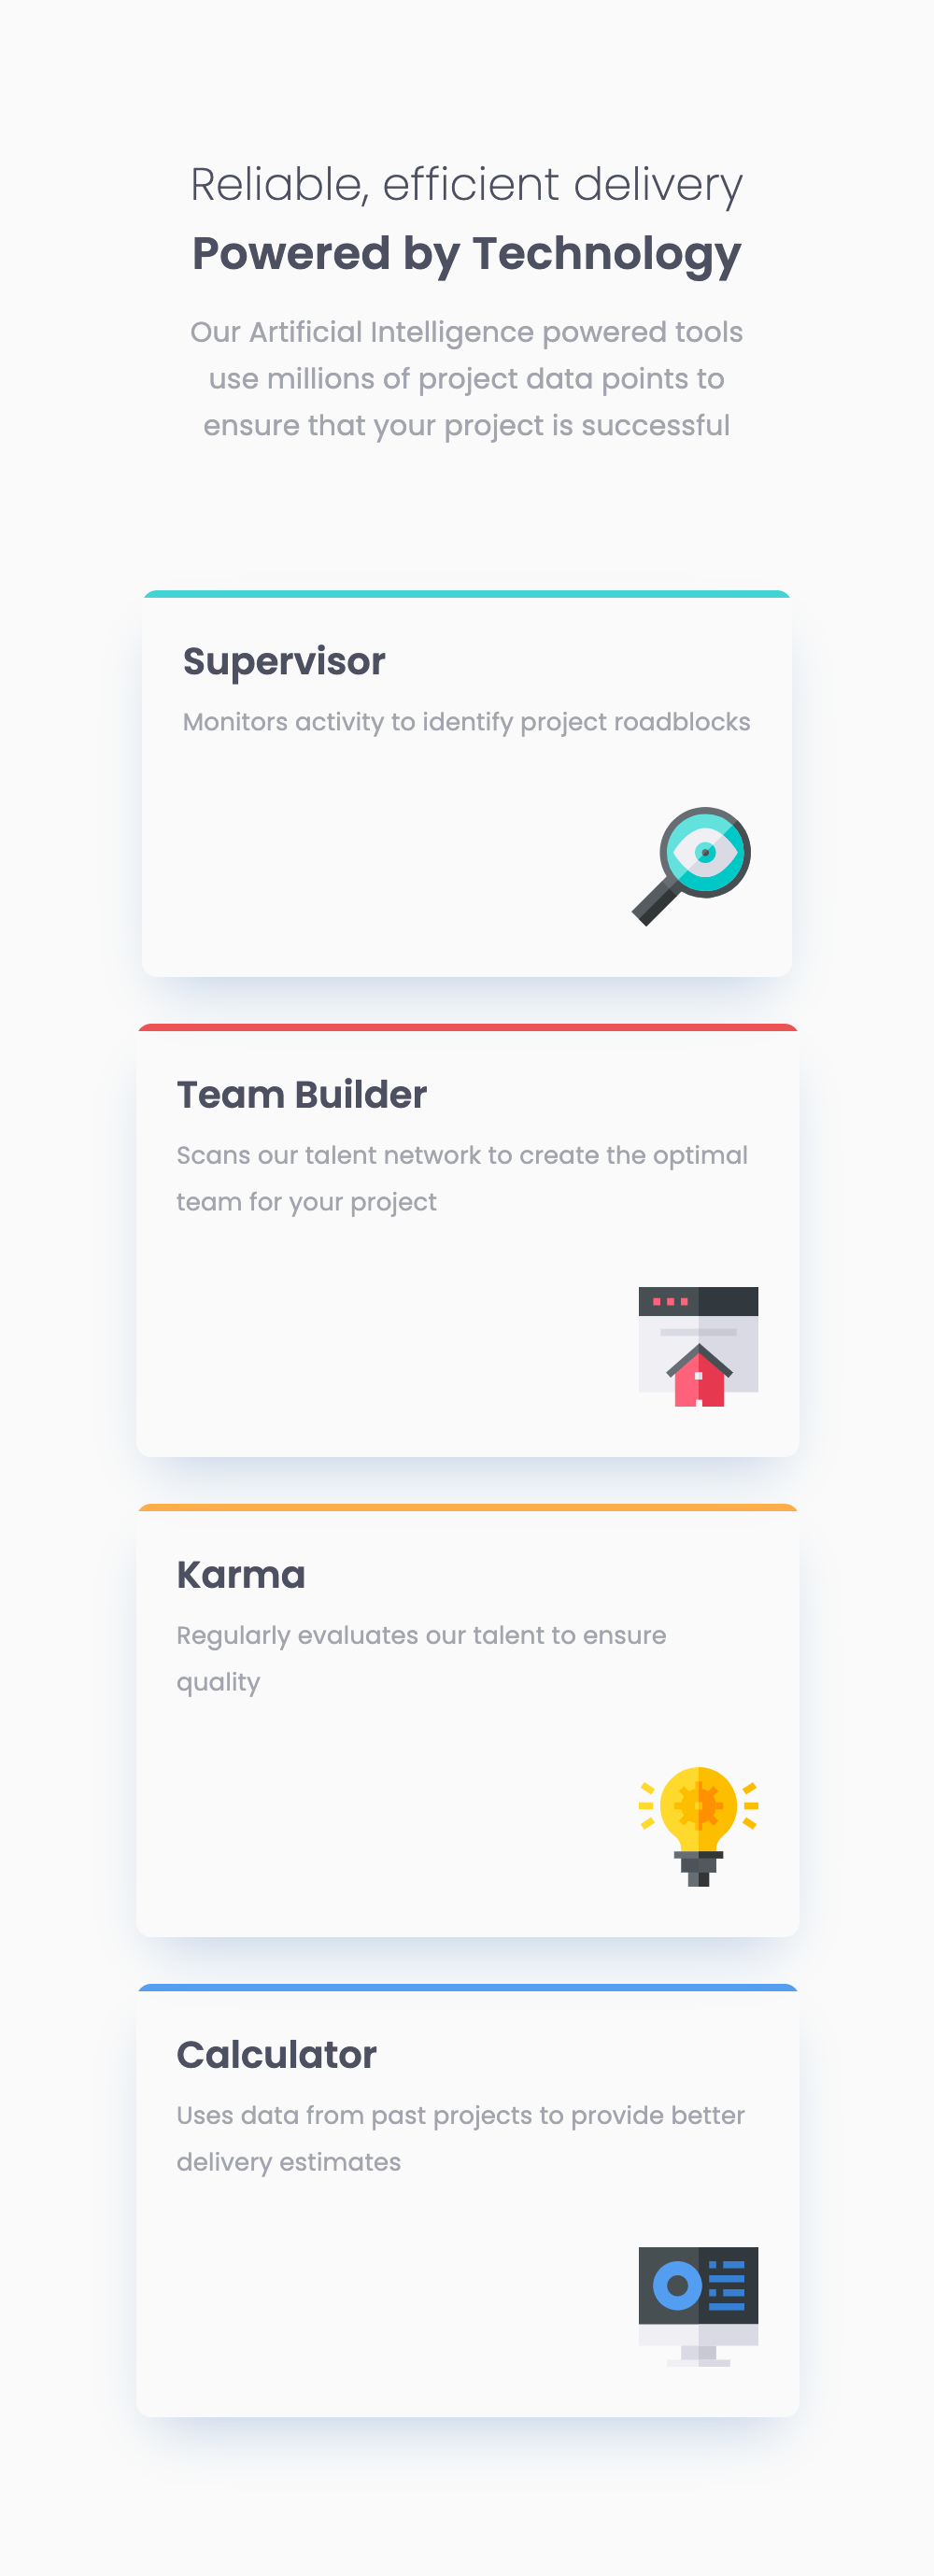 Reliable, efficient delivery
Powered by Technology
Our Artificial Intelligence powered tools
use millions of project data points to
ensure that your project is successful
Supervisor
Monitors activity to identify project roadblocks
Team Builder
Scans our talent network to create the optimal
team for your project
Karma
Regularly evaluates our talent to ensure
quality
Calculator
Uses data from past projects to provide better
delivery estimates